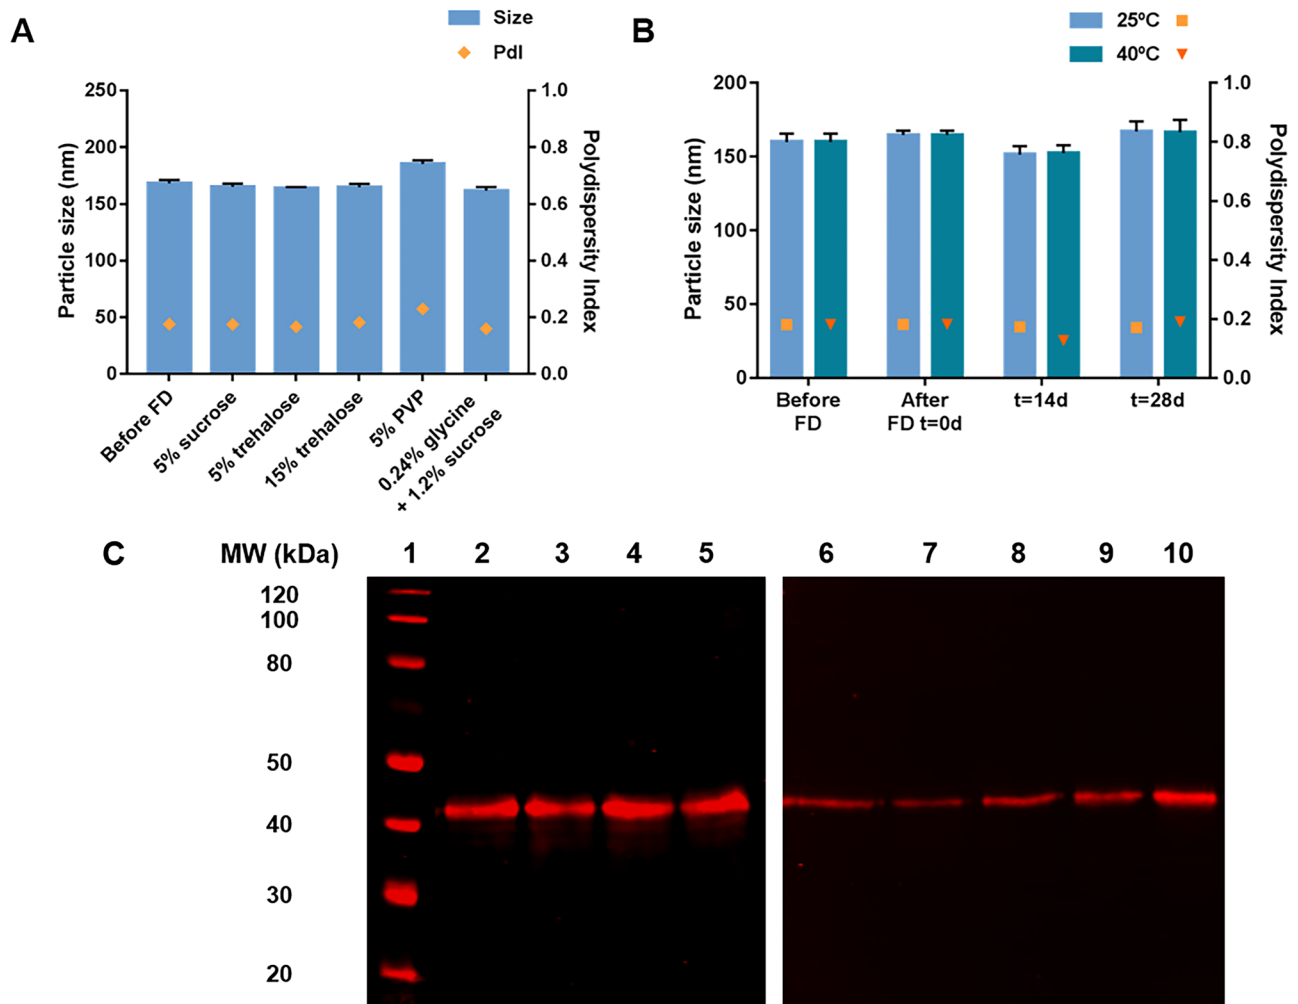 A
Size
PdI
250
200
150
100
50
0
Particle size (nm)
1.0
0.8
0.6
0.4
0.2
0.0
Polydispersity Index
Before FD
5% sucrose
5% trehalose
15% trehalose
5% PVP
0.24% glycine
+ 1.2% sucrose
B
25ºC
40ºC
200
150
100
50
0
Particle size (nm)
1.0
0.8
0.6
0.4
0.2
0.0
Polydispersity Index
Before
FD
After
FD t=0d
t=14d
t=28d
C
MW (kDa) 1 2 3 4 5 6 7 8 9 10
120
100
80
50
40
30
20